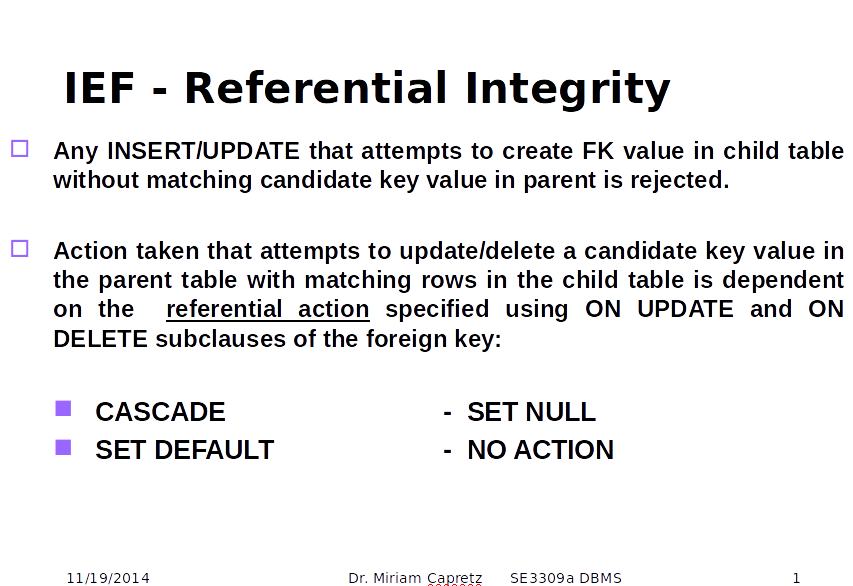 IEF - Referential Integrity
Any INSERT/UPDATE that attempts to create FK value in child table
without matching candidate key value in parent is rejected.
Action taken that attempts to update/delete a candidate key value in
the parent table with matching rows in the child table is dependent
on the referential action specified using ON UPDATE and ON
DELETE subclauses of the foreign key:
CASCADE - SET NULL
SET DEFAULT - NO ACTION
11/19/2014 Dr. Miriam Capretz SE3309a DBMS 1